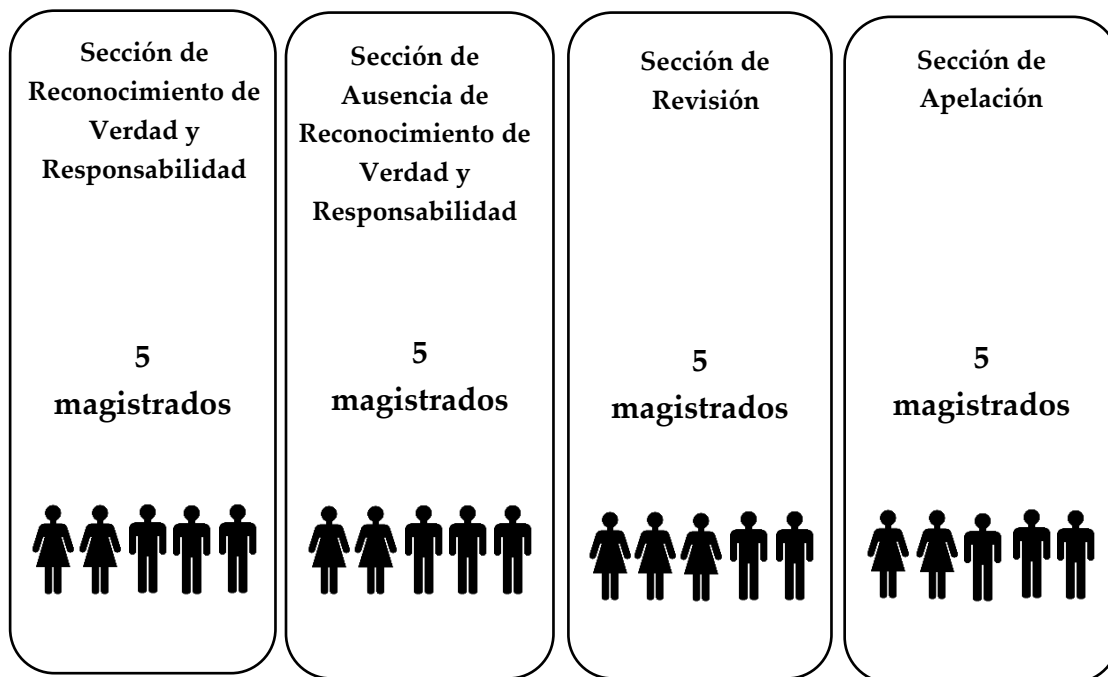 Sección de
Reconocimiento de
Verdad y
Responsabilidad
5
magistrados
Sección de
Ausencia de
Reconocimiento de
Verdad y
Responsabilidad
5
magistrados
Sección de
Revisión
5
magistrados
Sección de
Apelación
5
magistrados